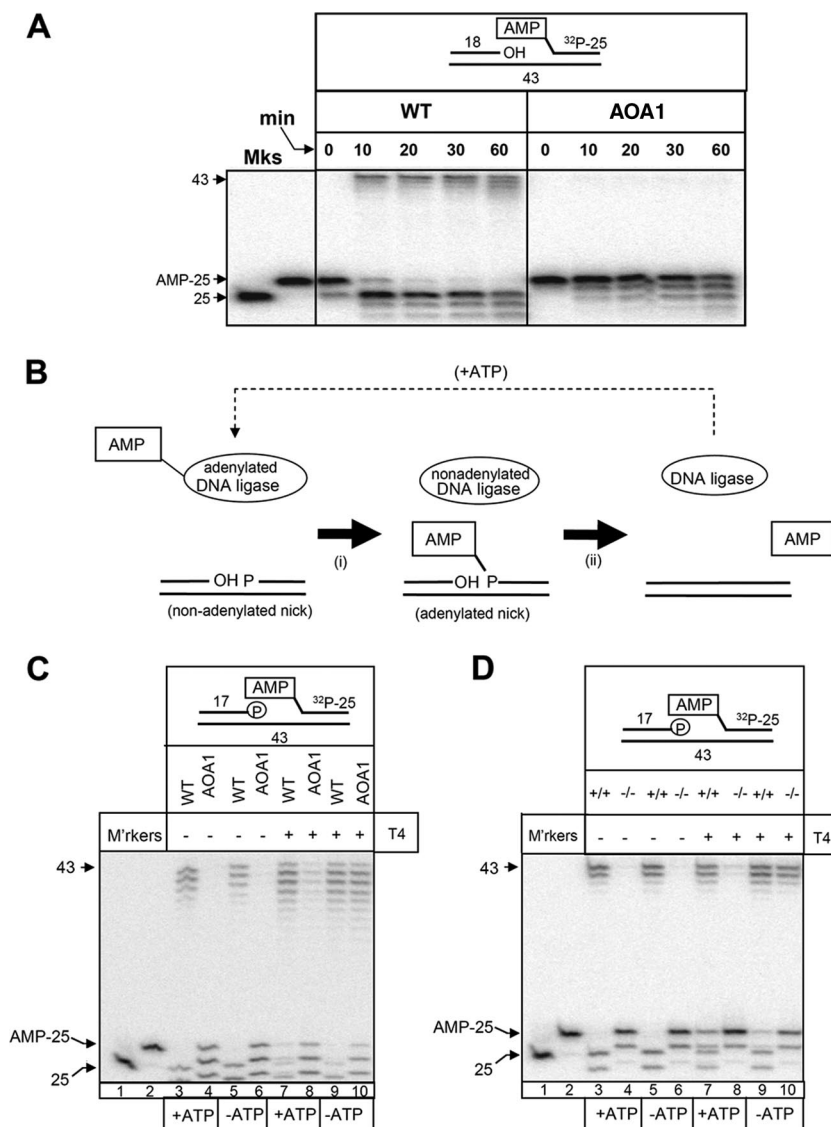 A
AMP
18 OH ³²P-25
43
WT AOA1
min
0 10 20 30 60 0 10 20 30 60
Mks
43
AMP-25
25
B
(+ATP)
AMP
adenylated
DNA ligase
nonadenylated
DNA ligase
DNA ligase
AMP
AMP
(i)
(ii)
OH P
OH P
(non-adenylated nick)
(adenylated nick)
C
AMP
17 P ³²P-25
43
WT AOA1 WT AOA1 WT AOA1 WT AOA1
M'rkers - - - - + + + + T4
43
AMP-25
25
1 2 3 4 5 6 7 8 9 10
+ATP -ATP +ATP -ATP
D
AMP
17 P ³²P-25
43
+/+ -/- +/+ -/- +/+ -/- +/+ -/-
M'rkers - - - - + + + + T4
43
AMP-25
25
1 2 3 4 5 6 7 8 9 10
+ATP -ATP +ATP -ATP